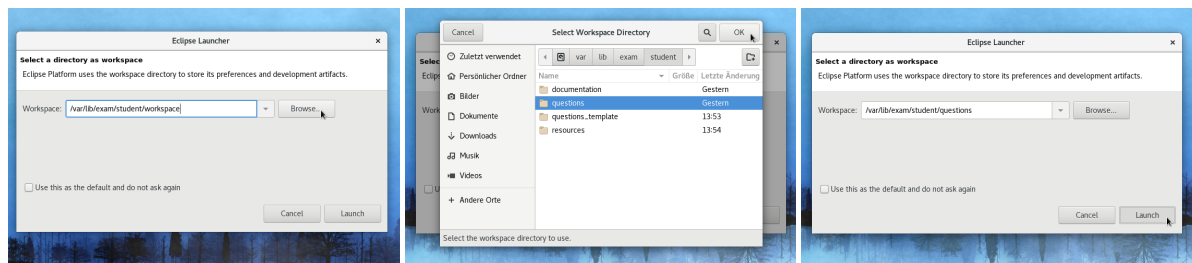 Eclipse Launcher
Select a directory as workspace
Eclipse Platform uses the workspace directory to store its preferences and development artifacts.
Workspace: /var/lib/exam/student/workspace Browse...
Use this as the default and do not ask again
Cancel Launch
Cancel Select Workspace Directory OK
Zuletzt verwendet
Persönlicher Ordner
Bilder
Dokumente
Downloads
Musik
Videos
Andere Orte
var lib exam student
Name Größe Letzte Änderung
documentation Gestern
questions Gestern
questions_template 13:53
resources 13:54
Select the workspace directory to use.
Selec
Eclips
Work
U
Eclipse Launcher
Select a directory as workspace
Eclipse Platform uses the workspace directory to store its preferences and development artifacts.
Workspace: /var/lib/exam/student/questions Browse...
Use this as the default and do not ask again
Cancel Launch